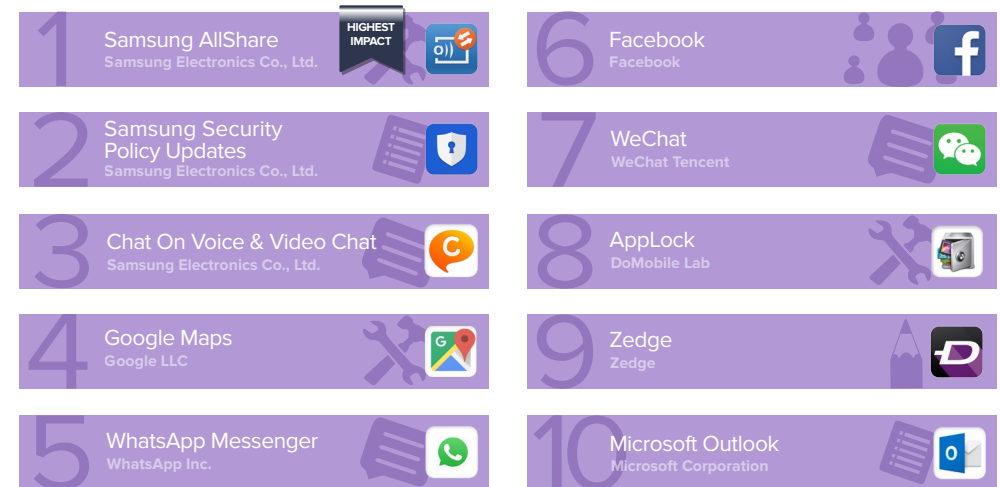 1
Samsung AllShare
Samsung Electronics Co., Ltd.
HIGHEST
IMPACT
2
Samsung Security
Policy Updates
Samsung Electronics Co., Ltd.
3
Chat On Voice & Video Chat
Samsung Electronics Co., Ltd.
C
4
Google Maps
Google LLC
G
5
WhatsApp Messenger
WhatsApp Inc.
6
Facebook
Facebook
f
7
WeChat
WeChat Tencent
8
AppLock
DoMobile Lab
9
Zedge
Zedge
D
10
Microsoft Outlook
Microsoft Corporation
o